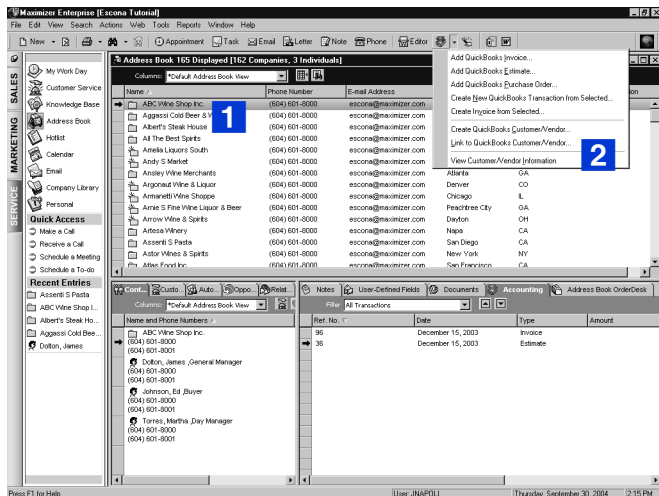 Maximizer Enterprise [Escona Tutorial]
File Edit View Search Actions Web Tools Reports Window Help
New Appointment Task Email Letter Note Phone Editor
SALES
MARKETING
SERVICE
My Work Day
Customer Service
Knowledge Base
Address Book
Hotlist
Calendar
Email
Company Library
Personal
Quick Access
Make a Call
Receive a Call
Schedule a Meeting
Schedule a To-do
Recent Entries
Assenti S Pasta
ABC Wine Shop I...
Albert's Steak Ho...
Aggassi Cold Bee...
Dolton, James
Address Book 165 Displayed [162 Companies, 3 Individuals]
Columns: *Default Address Book View
Name Phone Number E-mail Address
ABC Wine Shop Inc. (604) 601-8000 escona@maximizer.com
Aggassi Cold Beer & (604) 601-8000 escona@maximizer.com
Albert's Steak House (604) 601-8000 escona@maximizer.com
All The Best Spirits (604) 601-8000 escona@maximizer.com
Amelia Liquors South (604) 601-8000 escona@maximizer.com
Andy S Market (604) 601-8000 escona@maximizer.com
Ansley Wine Merchants (604) 601-8000 escona@maximizer.com Atlanta GA
Argonaut Wine & Liquor (604) 601-8000 escona@maximizer.com Denver CO
Armanetti Wine Shoppe (604) 601-8000 escona@maximizer.com Chicago IL
Arnie S Fine Wine Liquor & Beer (604) 601-8000 escona@maximizer.com Peachtree City GA
Arrow Wine & Spirits (604) 601-8000 escona@maximizer.com Dayton OH
Artesa Winery (604) 601-8000 escona@maximizer.com Napa CA
Assenti S Pasta (604) 601-8000 escona@maximizer.com San Diego CA
Astor Wines & Spirits (604) 601-8000 escona@maximizer.com New York NY
Atlas Food Inc. (604) 601-8000 escona@maximizer.com San Francisco CA
1
Add QuickBooks Invoice...
Add QuickBooks Estimate...
Add QuickBooks Purchase Order...
Create New QuickBooks Transaction from Selected...
Create Invoice from Selected...
Create QuickBooks Customer/Vendor...
Link to QuickBooks Customer/Vendor...
View Customer/Vendor Information
2
Cont... Custo... Auto... Oppo... Relat...
Columns: *Default Address Book View
Name and Phone Numbers
ABC Wine Shop Inc.
(604) 601-8000
(604) 601-8001
Dolton, James ,General Manager
(604) 601-8000
(604) 601-8001
Johnson, Ed ,Buyer
(604) 601-8000
(604) 601-8001
Torres, Martha ,Day Manager
(604) 601-8000
(604) 601-8001
Notes User-Defined Fields Documents Accounting Address Book OrderDesk
Filter All Transactions
Ref. No. Date Type Amount
96 December 15, 2003 Invoice
36 December 15, 2003 Estimate
Press F1 for Help User: JNAPOLI Thursday, September 30, 2004 2:15 PM